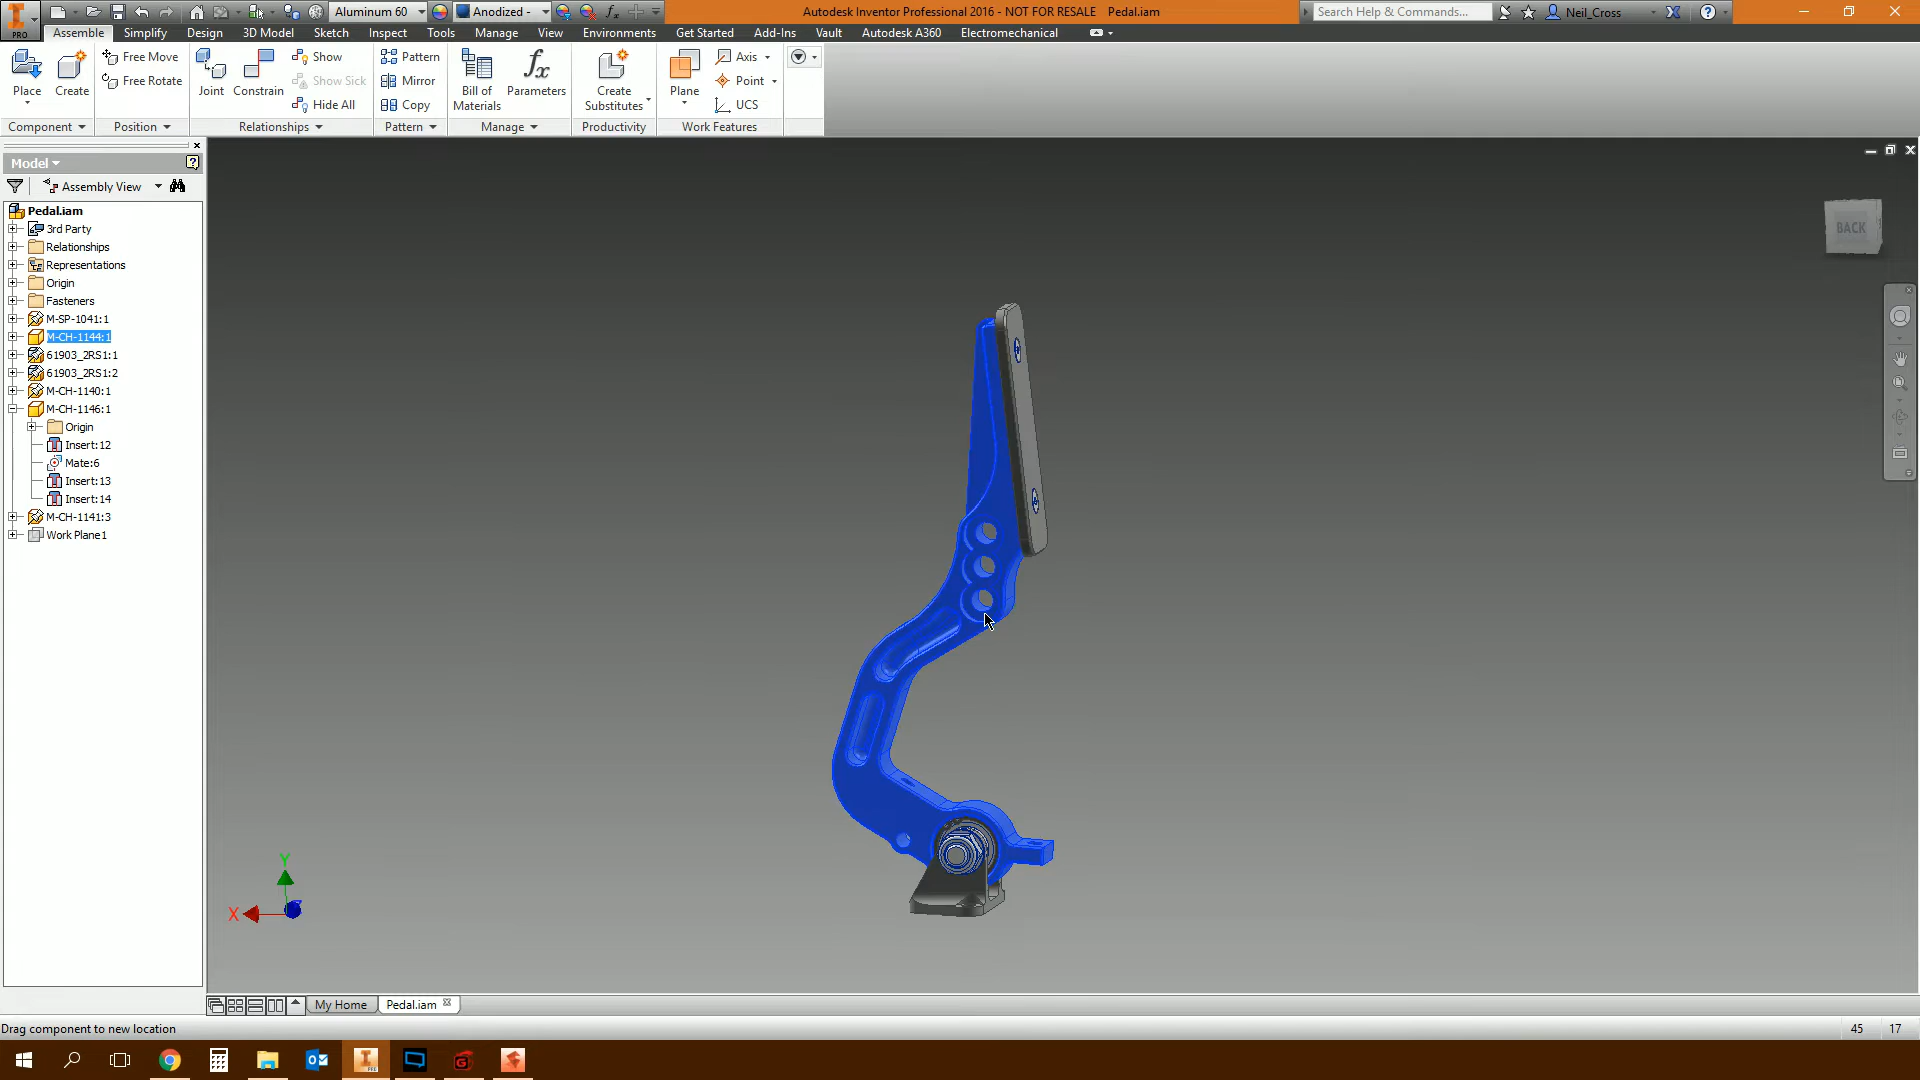 PRO
Aluminum 60
Anodized -
Autodesk Inventor Professional 2016 - NOT FOR RESALE Pedal.iam
Search Help & Commands...
Neil_Cross
Assemble Simplify Design 3D Model Sketch Inspect Tools Manage View Environments Get Started Add-Ins Vault Autodesk A360 Electromechanical
Place
Create
Free Move
Free Rotate
Joint
Constrain
Show
Show Sick
Hide All
Pattern
Mirror
Copy
Bill of
Materials
Parameters
Create
Substitutes
Plane
Axis
Point
UCS
Component Position Relationships Pattern Manage Productivity Work Features
Model
Assembly View
Pedal.iam
3rd Party
Relationships
Representations
Origin
Fasteners
M-SP-1041:1
M-CH-1144:1
61903_2RS1:1
61903_2RS1:2
M-CH-1140:1
M-CH-1146:1
Origin
Insert:12
Mate:6
Insert:13
Insert:14
M-CH-1141:3
Work Plane1
BACK
Y
X
My Home
Pedal.iam
Drag component to new location
45 17